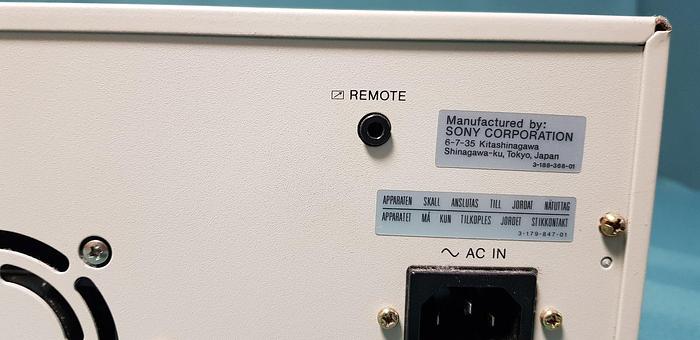 REMOTE
Manufactured by:
SONY CORPORATION
6-7-35 Kitashinagawa
Shinagawa-ku, Tokyo, Japan
3-188-368-01
APPARATEN SKALL ANSLUTAS TILL JORDAT NÄTUTTAG
APPARATET MÅ KUN TILKOPLES JORDET STIKKONTAKT
3-179-847-01
AC IN